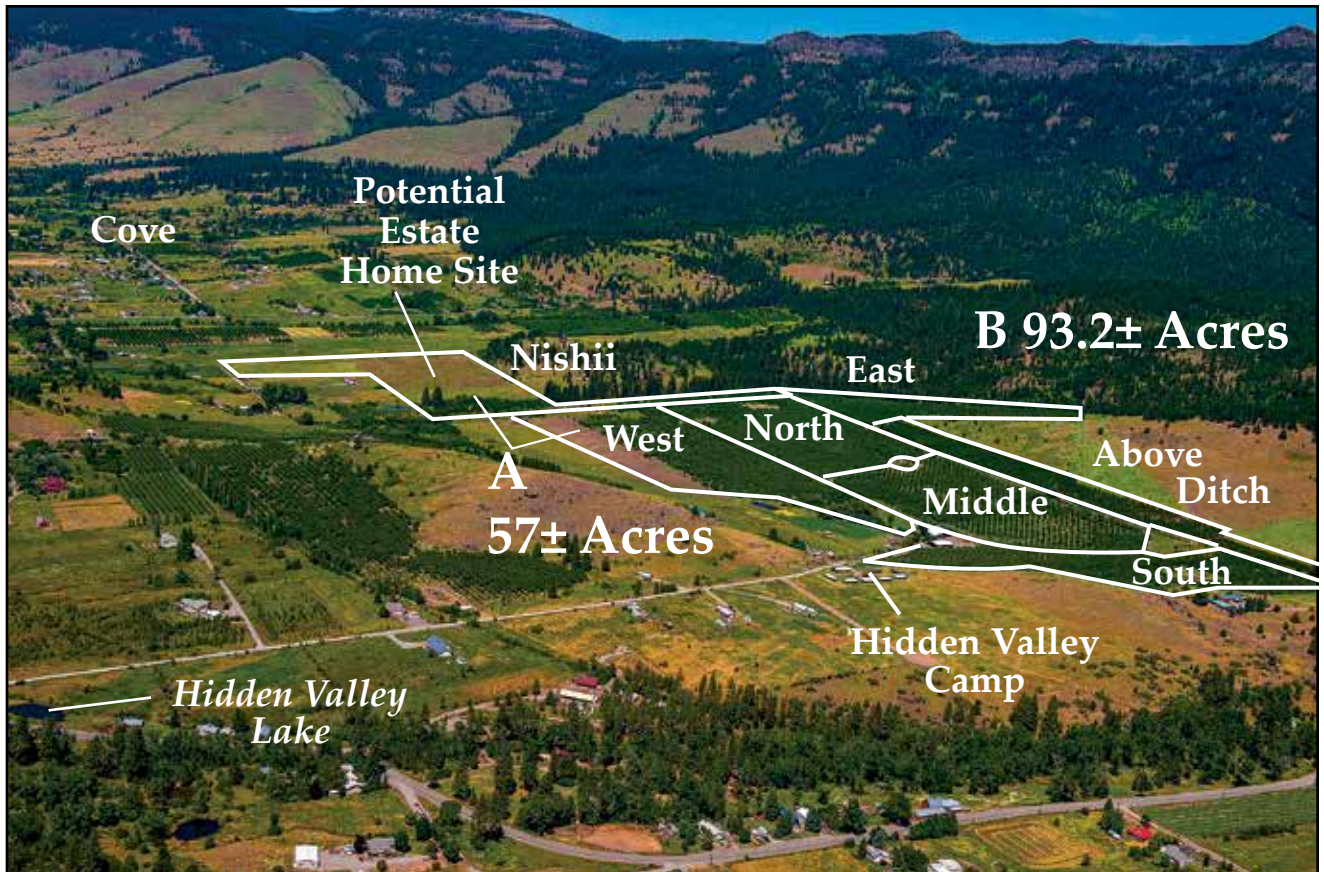 Potential
Estate
Home Site
Cove
B 93.2± Acres
Nishii
East
West
North
A
57± Acres
Above
Ditch
Middle
South
Hidden Valley
Camp
Hidden Valley
Lake